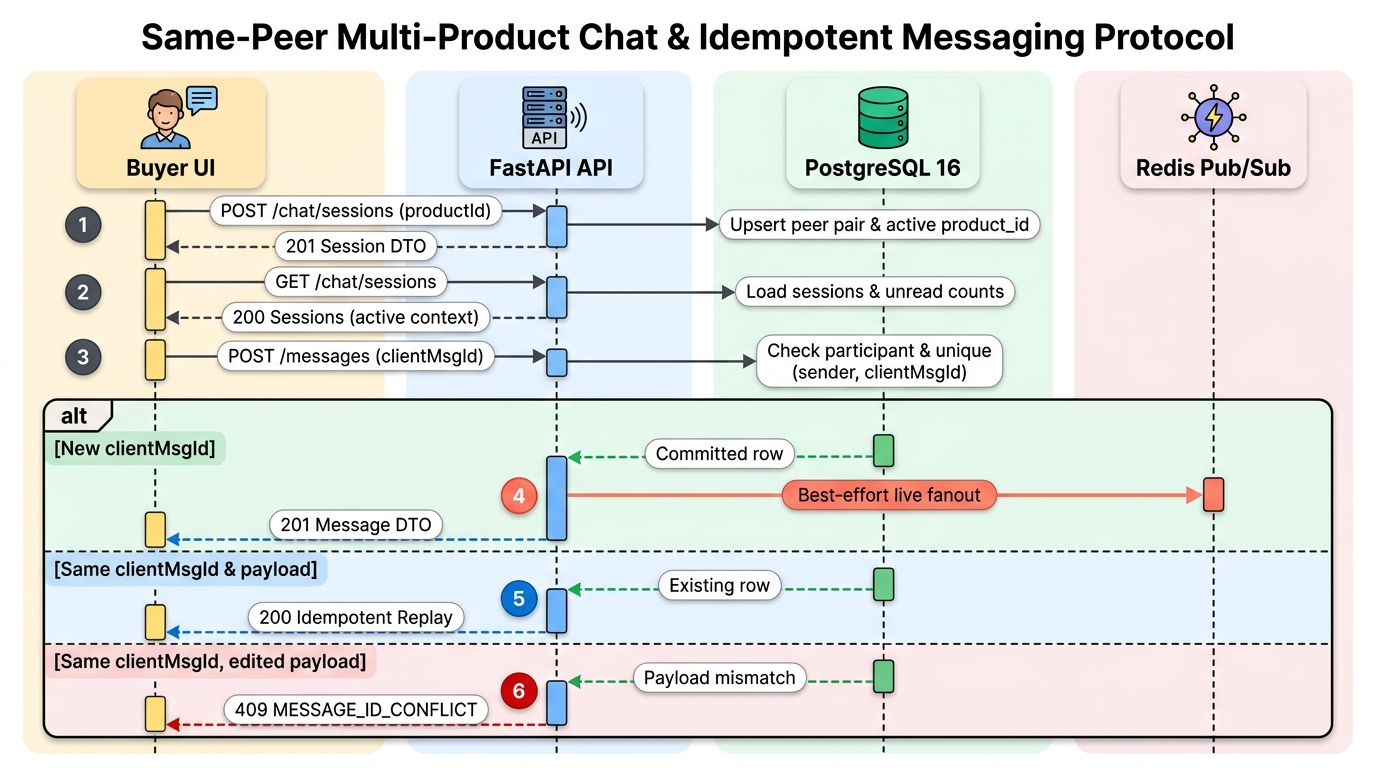 Same-Peer Multi-Product Chat & Idempotent Messaging Protocol
Buyer UI
API
FastAPI API
PostgreSQL 16
Redis Pub/Sub
1
POST /chat/sessions (productId)
Upsert peer pair & active product_id
201 Session DTO
2
GET /chat/sessions
Load sessions & unread counts
200 Sessions (active context)
3
POST /messages (clientMsgId)
Check participant & unique
(sender, clientMsgId)
alt
[New clientMsgId]
Committed row
4
Best-effort live fanout
201 Message DTO
[Same clientMsgId & payload]
Existing row
5
200 Idempotent Replay
[Same clientMsgId, edited payload]
Payload mismatch
6
409 MESSAGE_ID_CONFLICT